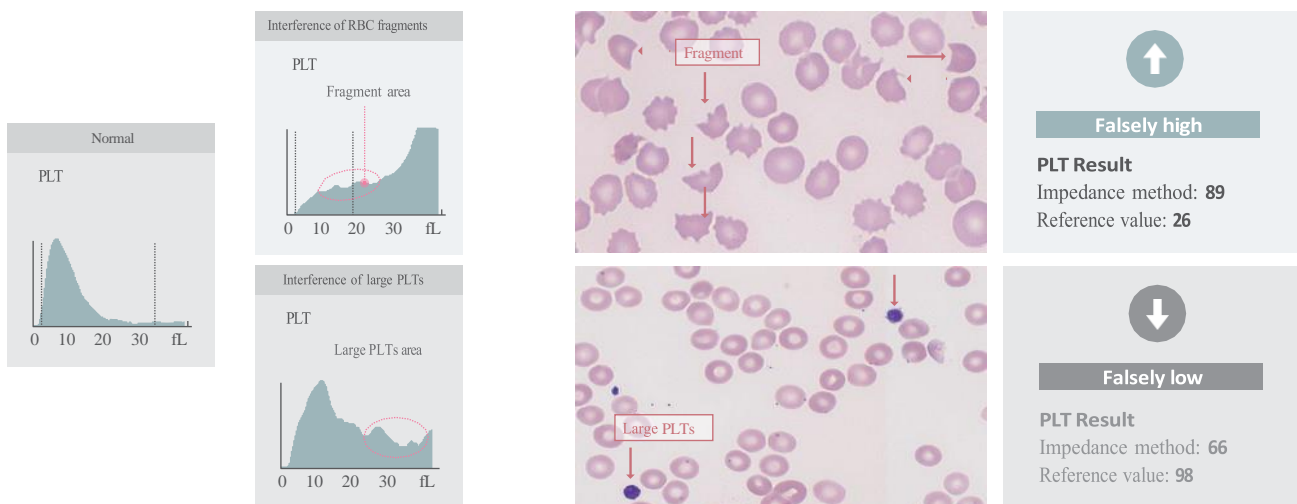 Normal
PLT
0 10 20 30 fL
Interference of RBC fragments
PLT
Fragment area
0 10 20 30 fL
Fragment
Falsely high
PLT Result
Impedance method: 89
Reference value: 26
Interference of large PLTs
PLT
Large PLTs area
0 10 20 30 fL
Large PLTs
Falsely low
PLT Result
Impedance method: 66
Reference value: 98